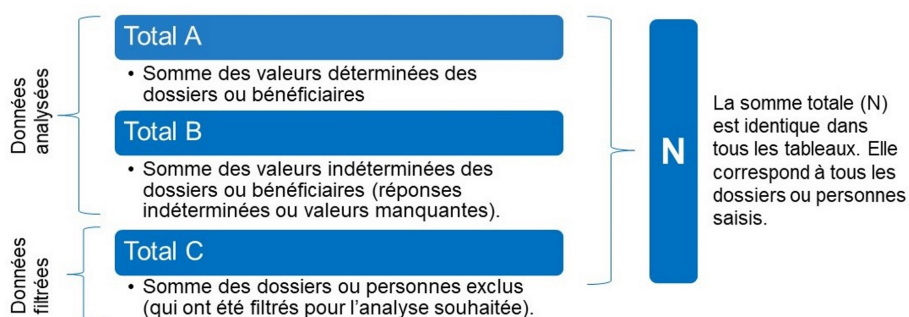 Données
analysées
Total A
• Somme des valeurs déterminées des
dossiers ou bénéficiaires
Total B
• Somme des valeurs indéterminées des
dossiers ou bénéficiaires (réponses
indéterminées ou valeurs manquantes).
Données
filtrées
Total C
• Somme des dossiers ou personnes exclus
(qui ont été filtrés pour l'analyse souhaitée).
N
La somme totale (N)
est identique dans
tous les tableaux. Elle
correspond à tous les
dossiers ou personnes
saisis.